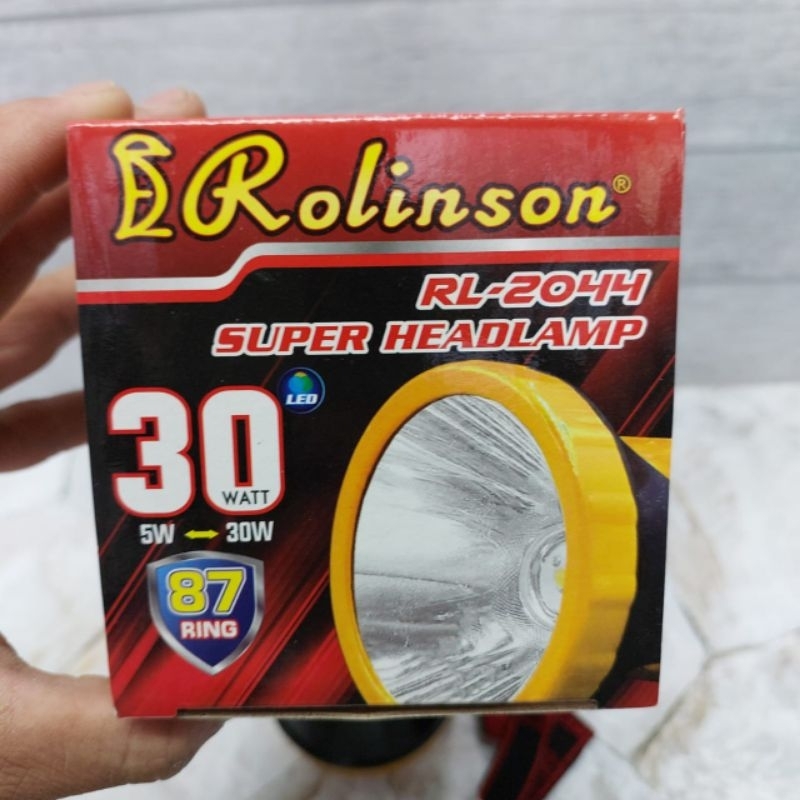 Rolinson®
RL-2044
SUPER HEADLAMP
LED
30
WATT
5W ↔ 30W
87
RING